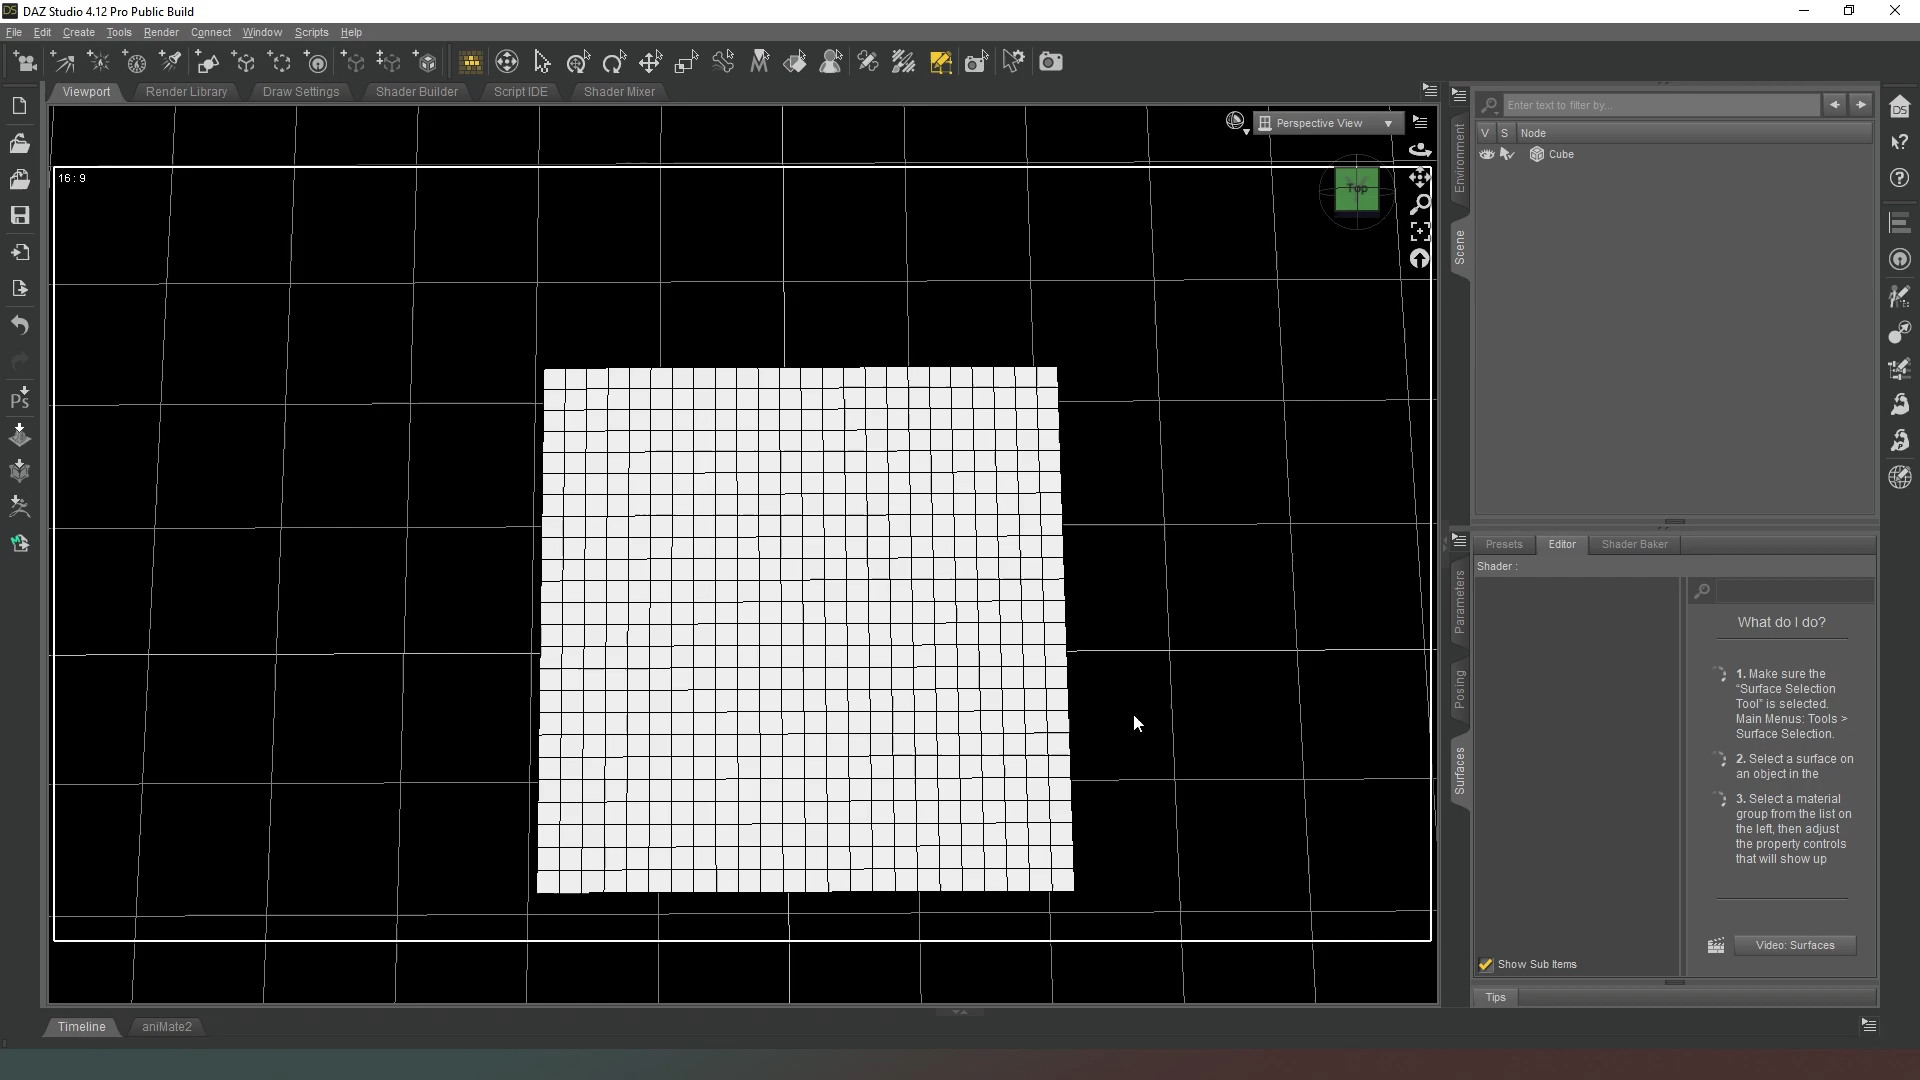 DAZ Studio 4.12 Pro Public Build
File Edit Create Tools Render Connect Window Scripts Help
Viewport Render Library Draw Settings Shader Builder Script IDE Shader Mixer
Enter text to filter by...
Perspective View
V S Node
Cube
16 : 9
Top
Environment
Scene
Presets Editor Shader Baker
Shader :
What do I do?
1. Make sure the
"Surface Selection
Tool" is selected.
Main Menus: Tools >
Surface Selection.
2. Select a surface on
an object in the
3. Select a material
group from the list on
the left, then adjust
the property controls
that will show up
Parameters
Posing
Surfaces
Video: Surfaces
Show Sub Items
Tips
Timeline aniMate2
Ps
DS